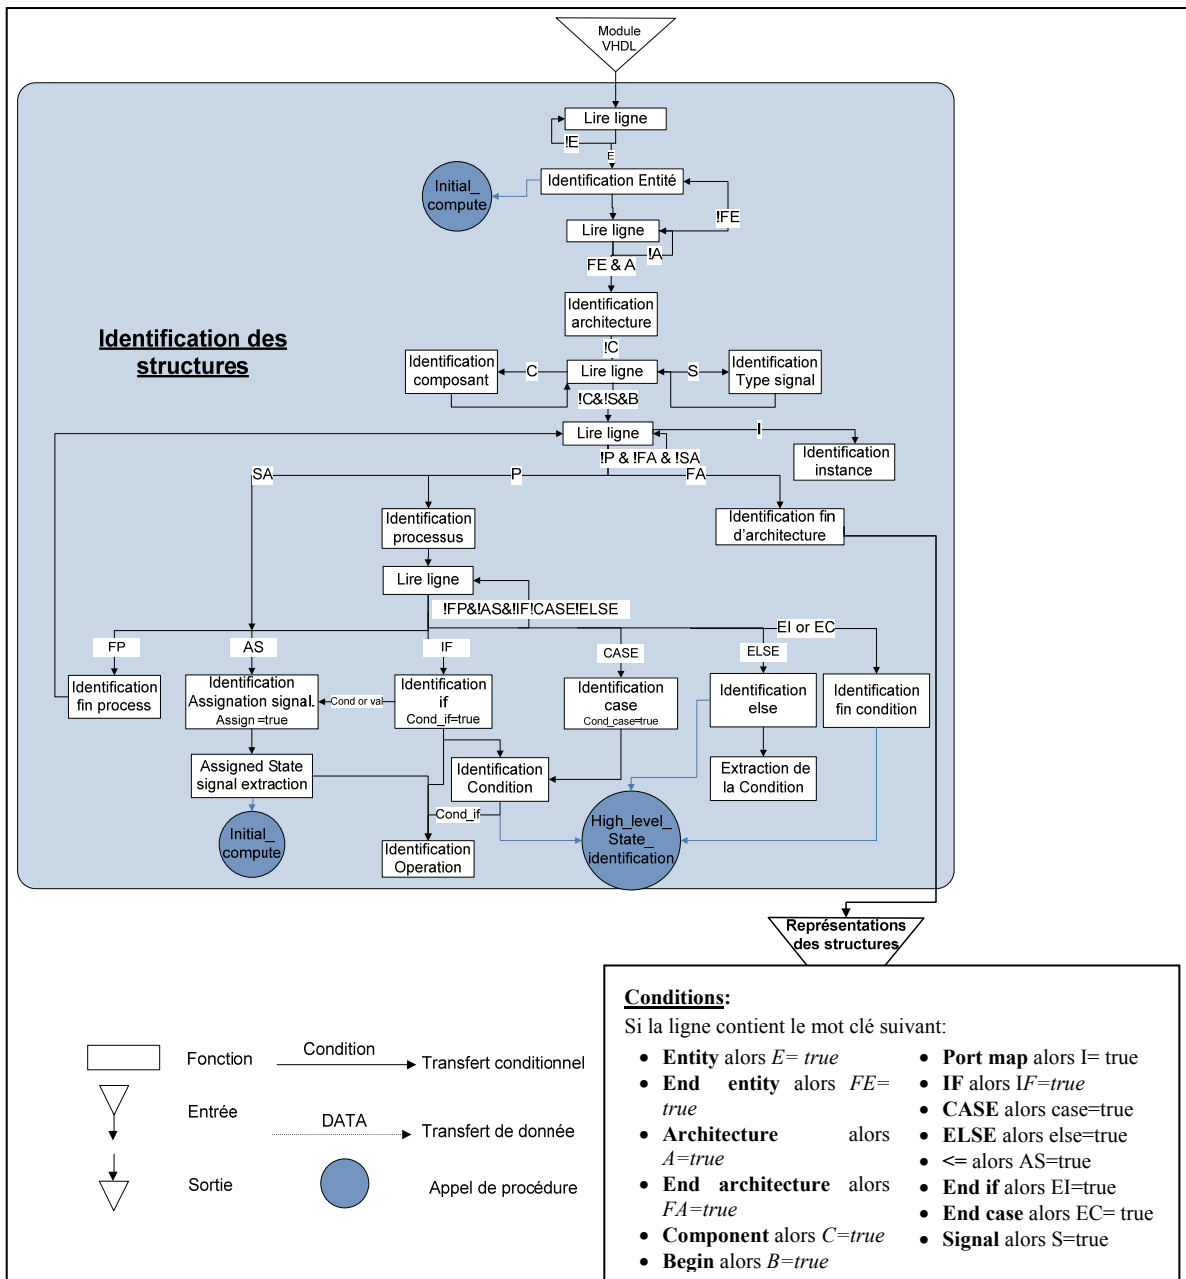 Module
VHDL
Lire ligne
!E
E
Identification Entité
Initial_
compute
!FE
Lire ligne
!A
FE & A
Identification
architecture
Identification des
structures
!C
Identification
composant
C
Lire ligne
S
Identification
Type signal
!C&!S&B
Lire ligne
I
!P & !FA & !SA
Identification
instance
SA
P
FA
Identification
processus
Identification fin
d'architecture
Lire ligne
!FP&!AS&!IF!CASE!ELSE
EI or EC
FP
AS
IF
CASE
ELSE
Identification
fin process
Identification
Assignation signal.
Assign =true
Cond or val
Identification
if
Cond_if=true
Identification
case
Cond_case=true
Identification
else
Identification
fin condition
Assigned State
signal extraction
Identification
Condition
Extraction de
la Condition
Cond_if
Initial_
compute
Identification
Operation
High_level_
State_
identification
Représentations
des structures
Conditions:
Si la ligne contient le mot clé suivant:
• Entity alors E= true
• End entity alors FE=
true
• Architecture alors
A=true
• End architecture alors
FA=true
• Component alors C=true
• Begin alors B=true
• Port map alors I= true
• IF alors IF=true
• CASE alors case=true
• ELSE alors else=true
• <= alors AS=true
• End if alors EI=true
• End case alors EC= true
• Signal alors S=true
Fonction
Condition
Transfert conditionnel
Entrée
DATA
Transfert de donnée
Sortie
Appel de procédure